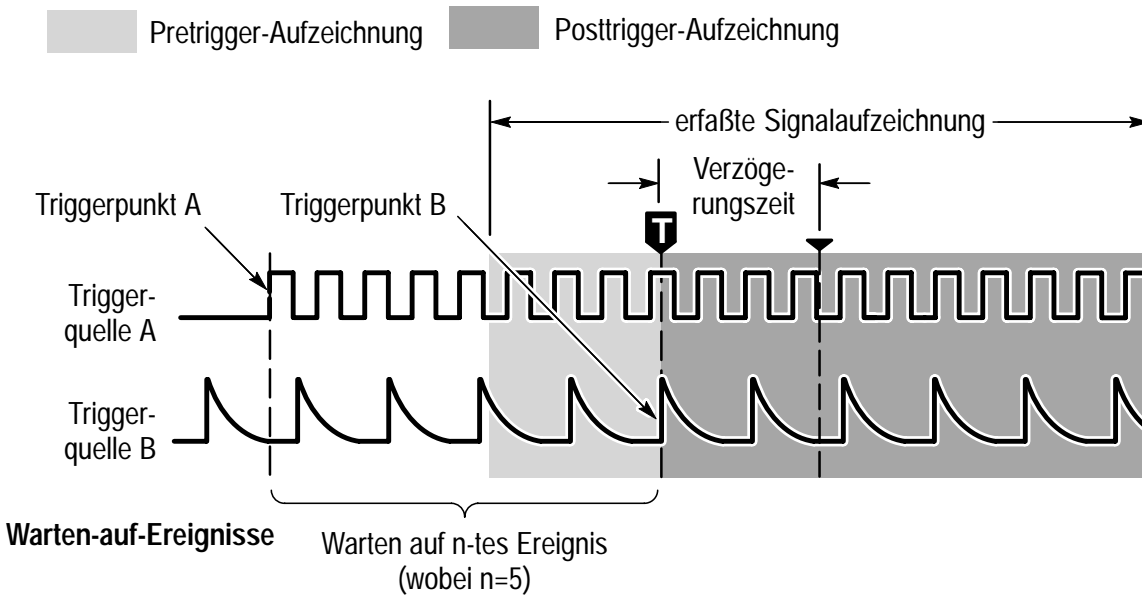 Pretrigger-Aufzeichnung
Posttrigger-Aufzeichnung
erfaßte Signalaufzeichnung
Verzöge-
rungszeit
Triggerpunkt A
Triggerpunkt B
T
Trigger-
quelle A
Trigger-
quelle B
Warten-auf-Ereignisse
Warten auf n-tes Ereignis
(wobei n=5)